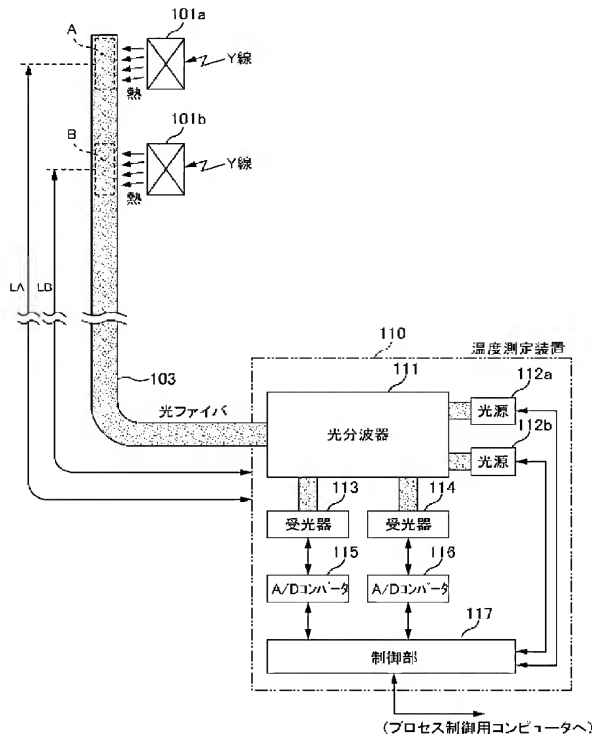 A
101a
γ線
熱
B
101b
γ線
熱
LA
LB
110
温度測定装置
103
光ファイバ
111
光分波器
112a
光源
112b
光源
113
受光器
114
受光器
115
A/Dコンバータ
116
A/Dコンバータ
117
制御部
(プロセス制御用コンピュータへ)